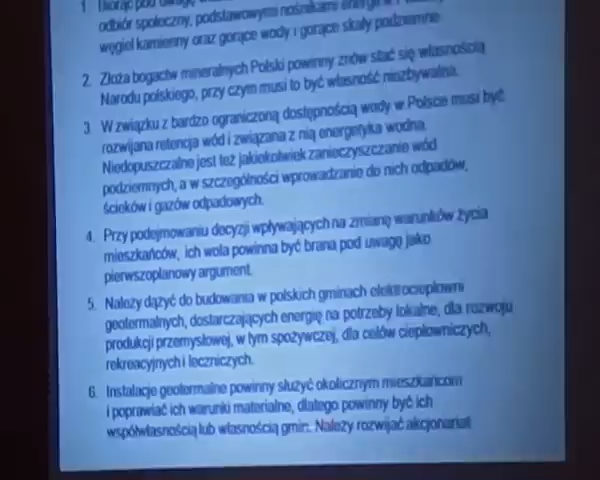 1. Biorąc pod uwagę
odbiór społeczny, podstawowymi nośnikami energii
węgiel kamienny oraz gorące wody i gorące skały podziemne
2. Złoża bogactw mineralnych Polski powinny znów stać się własnością
Narodu polskiego, przy czym musi to być własność niezbywalna.
3. W związku z bardzo ograniczoną dostępnością wody w Polsce musi być
rozwijana retencja wód i związana z nią energetyka wodna.
Niedopuszczalne jest też jakiekolwiek zanieczyszczanie wód
podziemnych, a w szczególności wprowadzanie do nich odpadów,
ścieków i gazów odpadowych.
4. Przy podejmowaniu decyzji wpływających na zmianę warunków życia
mieszkańców, ich wola powinna być brana pod uwagę jako
pierwszoplanowy argument.
5. Należy dążyć do budowania w polskich gminach elektrociepłowni
geotermalnych, dostarczających energię na potrzeby lokalne, dla rozwoju
produkcji przemysłowej, w tym spożywczej, dla celów ciepłowniczych,
rekreacyjnych i leczniczych.
6. Instalacje geotermalne powinny służyć okolicznym mieszkańcom
i poprawiać ich warunki materialne, dlatego powinny być ich
współwłasnością lub własnością gmin. Należy rozwijać akcjonariat